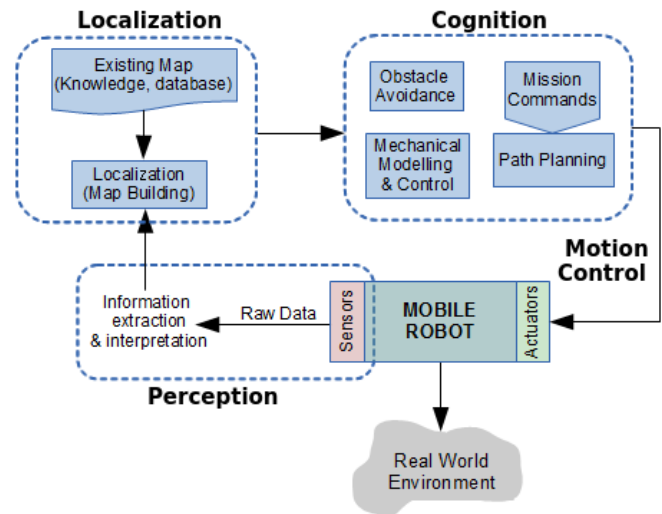 Localization
Existing Map
(Knowledge, database)
Localization
(Map Building)
Cognition
Obstacle
Avoidance
Mission
Commands
Mechanical
Modelling
& Control
Path Planning
Motion
Control
Information
extraction
& interpretation
Raw Data
Sensors
MOBILE
ROBOT
Actuators
Perception
Real World
Environment